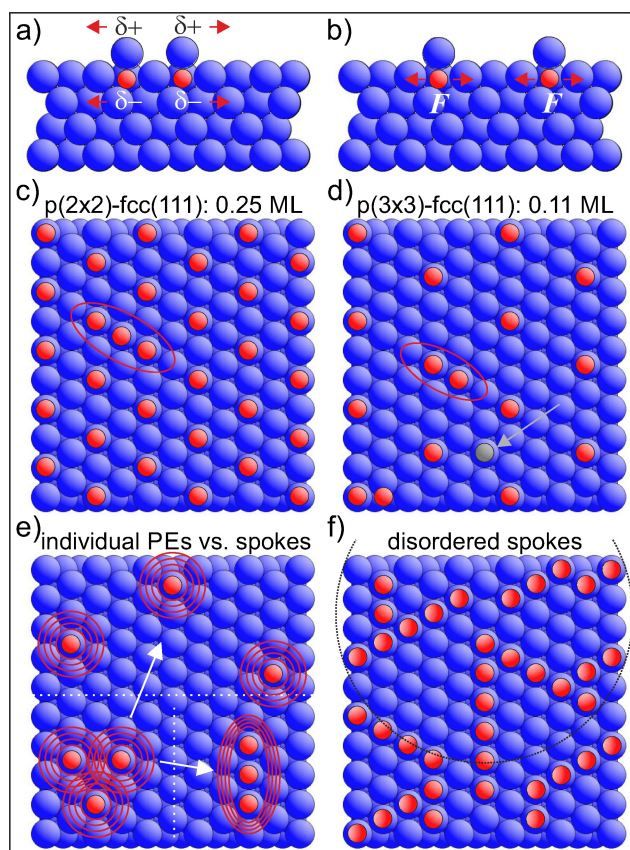 a)
δ+ δ+
δ− δ−
b)
F F
c)
p(2x2)-fcc(111): 0.25 ML
d)
p(3x3)-fcc(111): 0.11 ML
e)
individual PEs vs. spokes
f)
disordered spokes